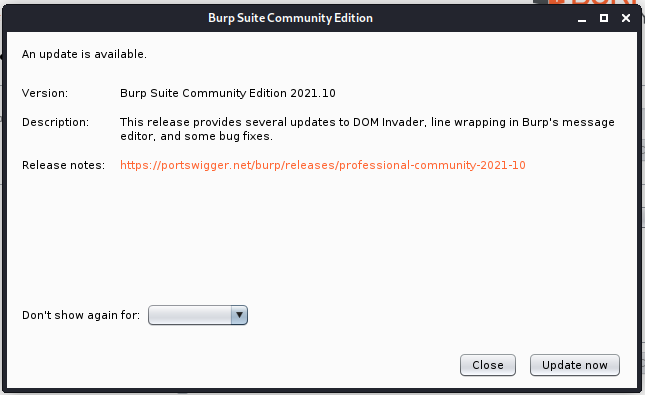 Burp Suite Community Edition
An update is available.
Version: Burp Suite Community Edition 2021.10
Description: This release provides several updates to DOM Invader, line wrapping in Burp's message
editor, and some bug fixes.
Release notes: https://portswigger.net/burp/releases/professional-community-2021-10
Don't show again for:
Close Update now